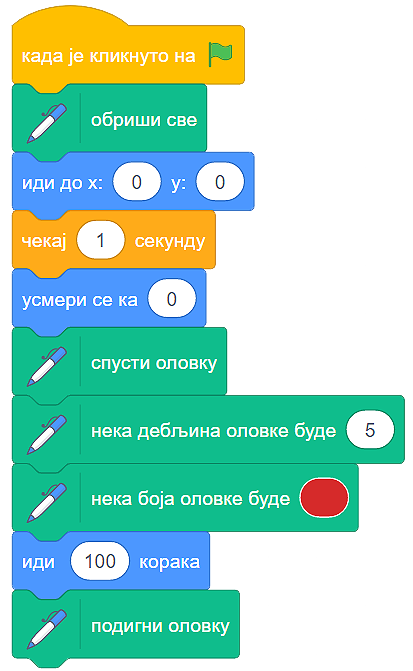 када је кликнуто на
обриши све
иди до x: 0 y: 0
чекај 1 секунду
усмери се ка 0
спусти оловку
нека дебљина оловке буде 5
нека боја оловке буде
иди 100 корака
подигни оловку